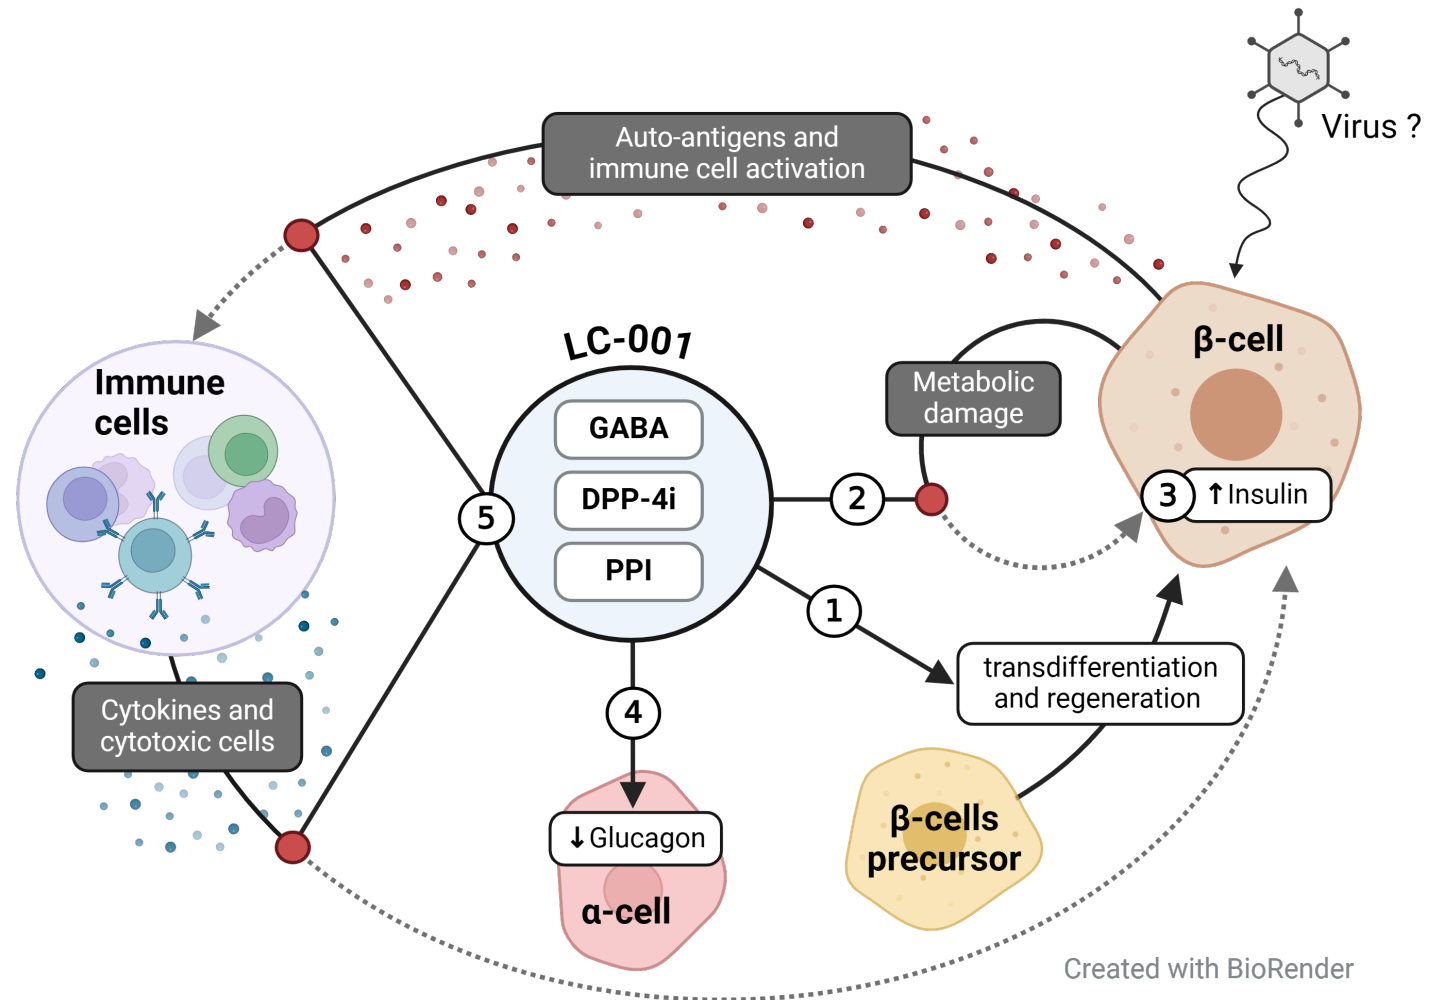 Virus ?
Auto-antigens and
immune cell activation
LC-001
β-cell
Immune
cells
Metabolic
damage
GABA
DPP-4i
PPI
5
2
3
↑Insulin
1
transdifferentiation
and regeneration
Cytokines and
cytotoxic cells
4
↓Glucagon
α-cell
β-cells
precursor
Created with BioRender